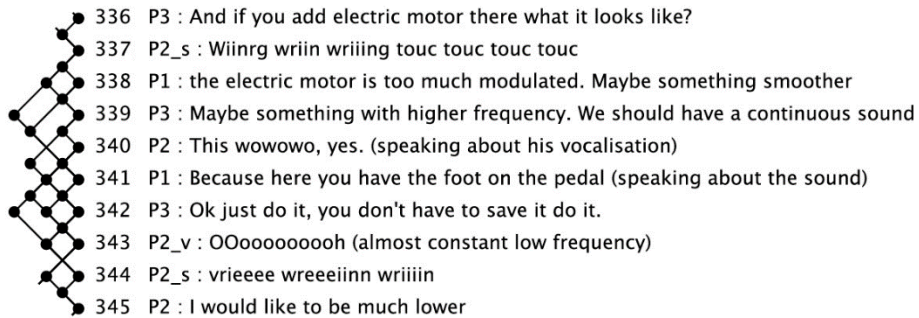 336 P3 : And if you add electric motor there what it looks like?
337 P2_s : Wiinrg wriin wriiing touc touc touc touc
338 P1 : the electric motor is too much modulated. Maybe something smoother
339 P3 : Maybe something with higher frequency. We should have a continuous sound
340 P2 : This wowowo, yes. (speaking about his vocalisation)
341 P1 : Because here you have the foot on the pedal (speaking about the sound)
342 P3 : Ok just do it, you don't have to save it do it.
343 P2_v : OOoooooooooh (almost constant low frequency)
344 P2_s : vrieeee wreeeiinn wriiiin
345 P2 : I would like to be much lower